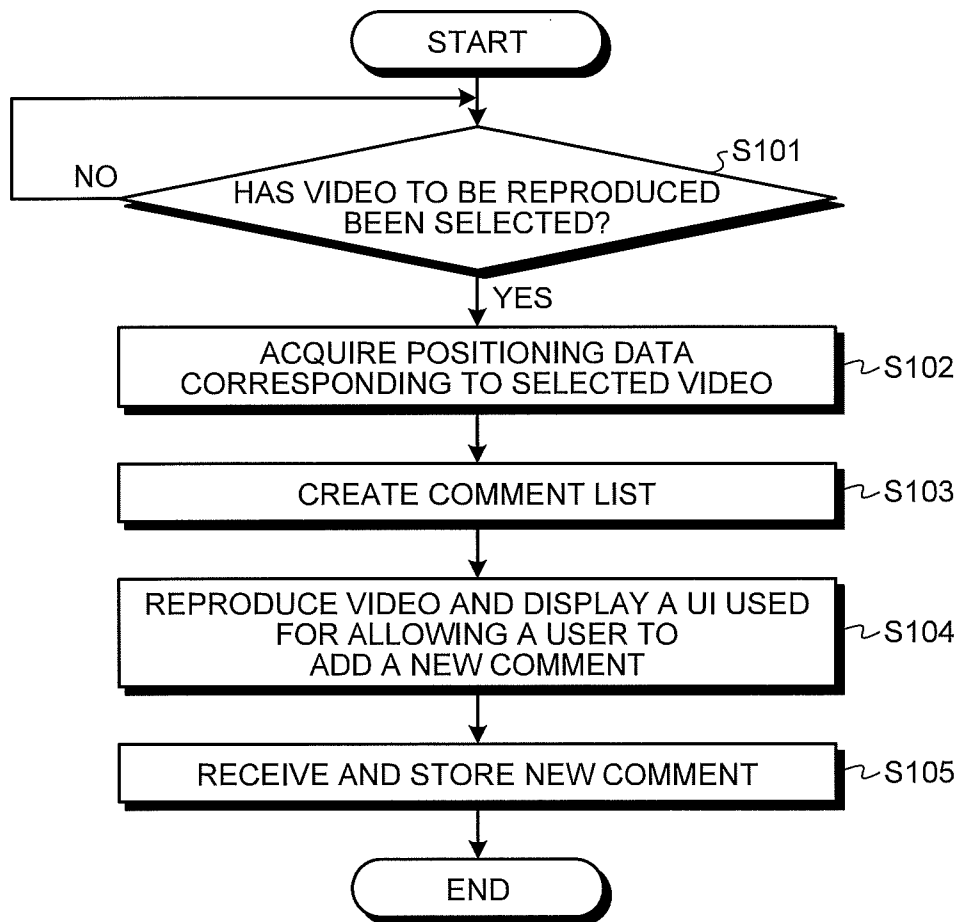 START
S101
NO
HAS VIDEO TO BE REPRODUCED
BEEN SELECTED?
YES
ACQUIRE POSITIONING DATA
CORRESPONDING TO SELECTED VIDEO
S102
CREATE COMMENT LIST
S103
REPRODUCE VIDEO AND DISPLAY A UI USED
FOR ALLOWING A USER TO
ADD A NEW COMMENT
S104
RECEIVE AND STORE NEW COMMENT
S105
END